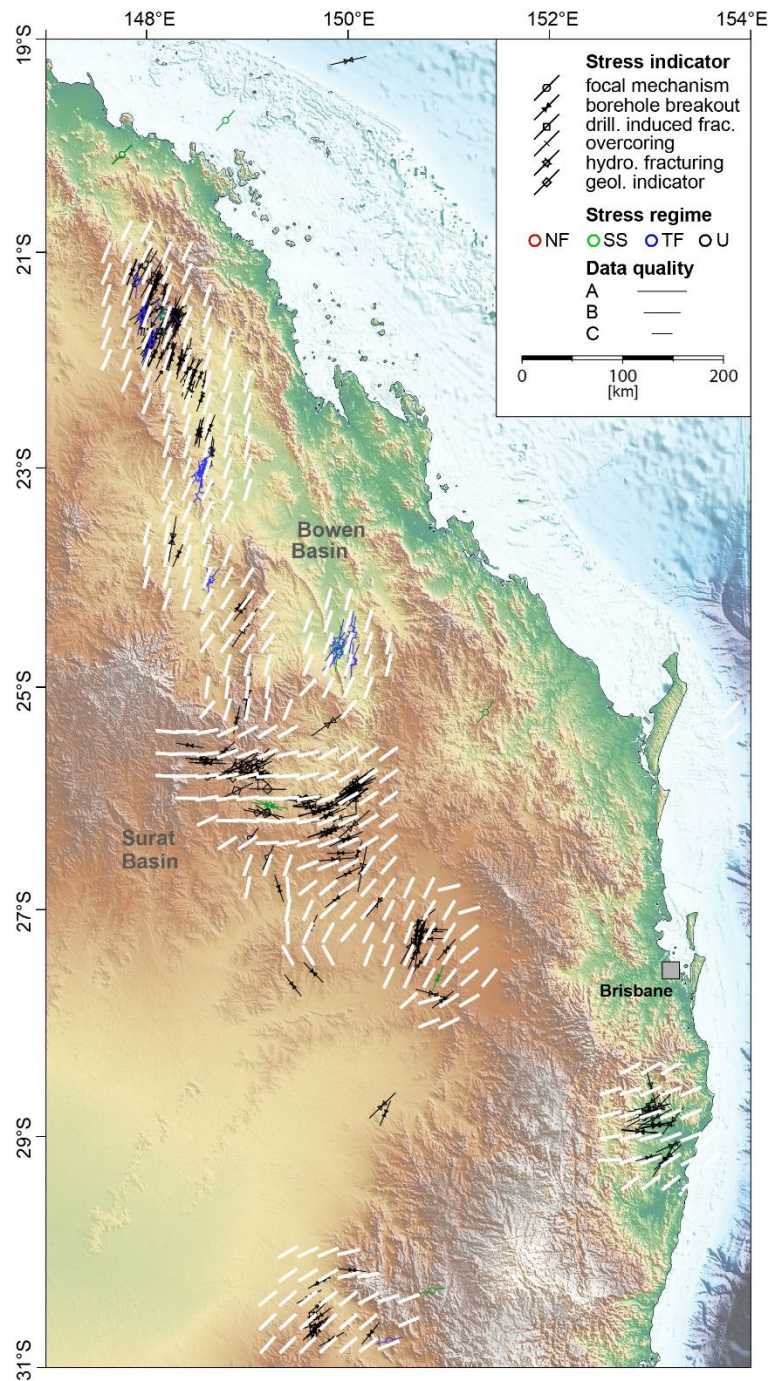 148°E 150°E 152°E 154°E
19°S
Stress indicator
focal mechanism
borehole breakout
drill. induced frac.
overcoring
hydro. fracturing
geol. indicator
Stress regime
NF SS TF U
Data quality
A
B
C
0 100 200
[km]
21°S
23°S
Bowen
Basin
25°S
Surat
Basin
27°S
Brisbane
29°S
31°S